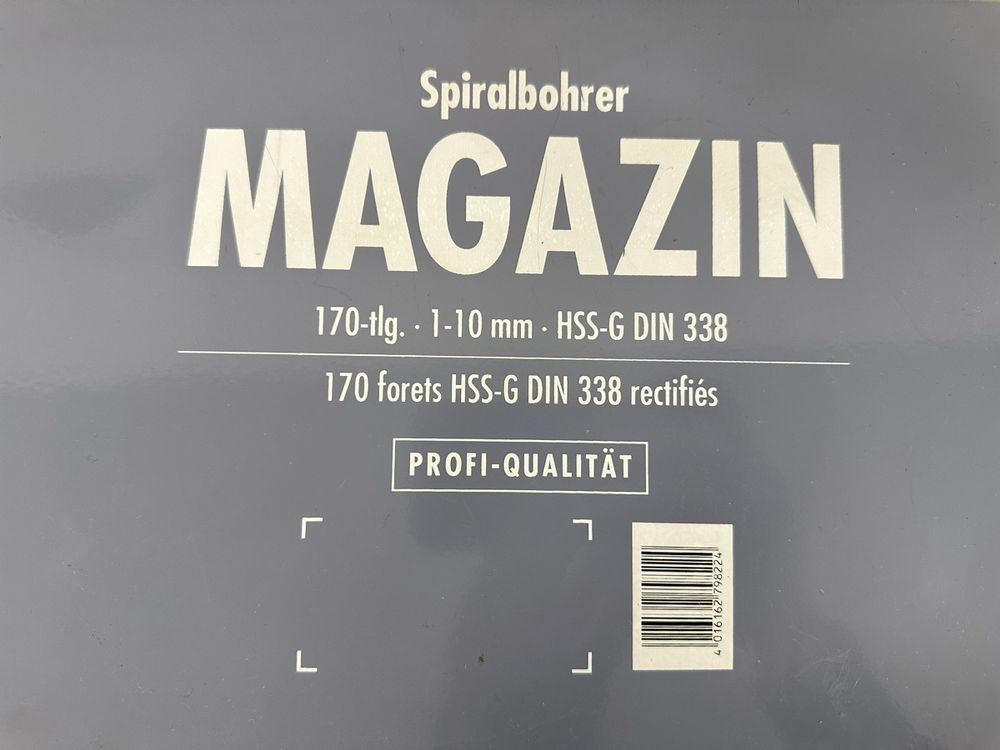 Spiralbohrer
MAGAZIN
170-tlg. · 1-10 mm · HSS-G DIN 338
170 forets HSS-G DIN 338 rectifiés
PROFI-QUALITÄT
4 016162 798224